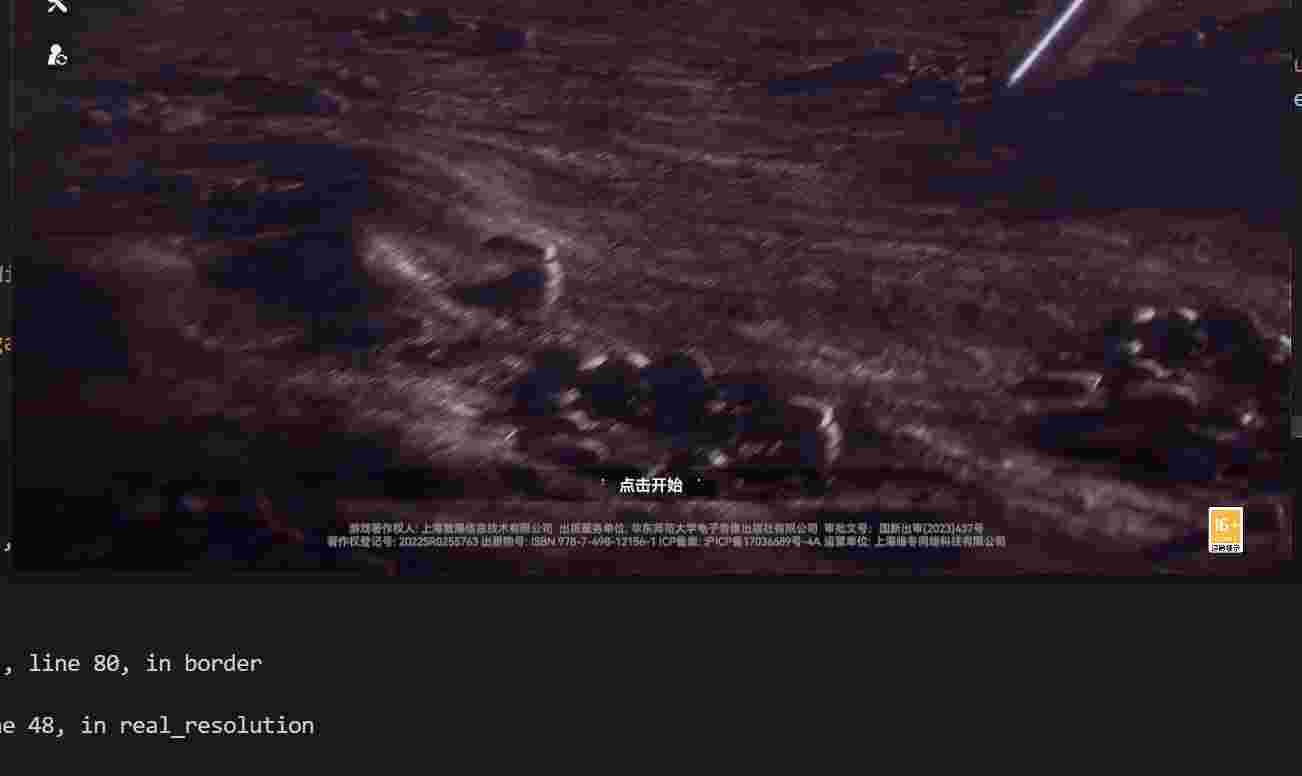 点击开始
游戏著作权人: 上海散爆信息技术有限公司 出版服务单位: 华东师范大学电子音像出版社有限公司 审批文号: 国新出审[2023]437号
著作权登记号: 2022SR0255763 出版物号: ISBN 978-7-498-12156-1 ICP备案: 沪ICP备17036689号-4A 运营单位: 上海暗冬网络科技有限公司
16+
适龄提示
, line 80, in border
ne 48, in real_resolution